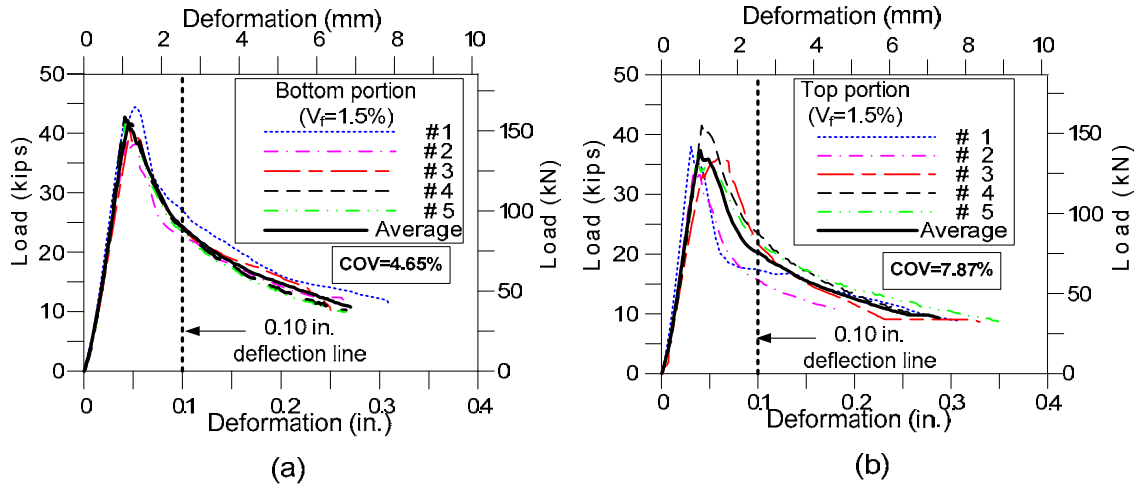 Deformation (mm)
0 2 4 6 8 10
50
40
30
20
10
0
Load (kips)
Bottom portion
(Vf=1.5%)
#1
#2
#3
#4
#5
Average
COV=4.65%
0.10 in.
deflection line
150
100
50
0
Load (kN)
0 0.1 0.2 0.3 0.4
Deformation (in.)
(a)
Deformation (mm)
0 2 4 6 8 10
50
40
30
20
10
0
Load (kips)
Top portion
(Vf=1.5%)
# 1
# 2
# 3
# 4
# 5
Average
COV=7.87%
0.10 in.
deflection line
150
100
50
0
Load (kN)
0 0.1 0.2 0.3 0.4
Deformation (in.)
(b)